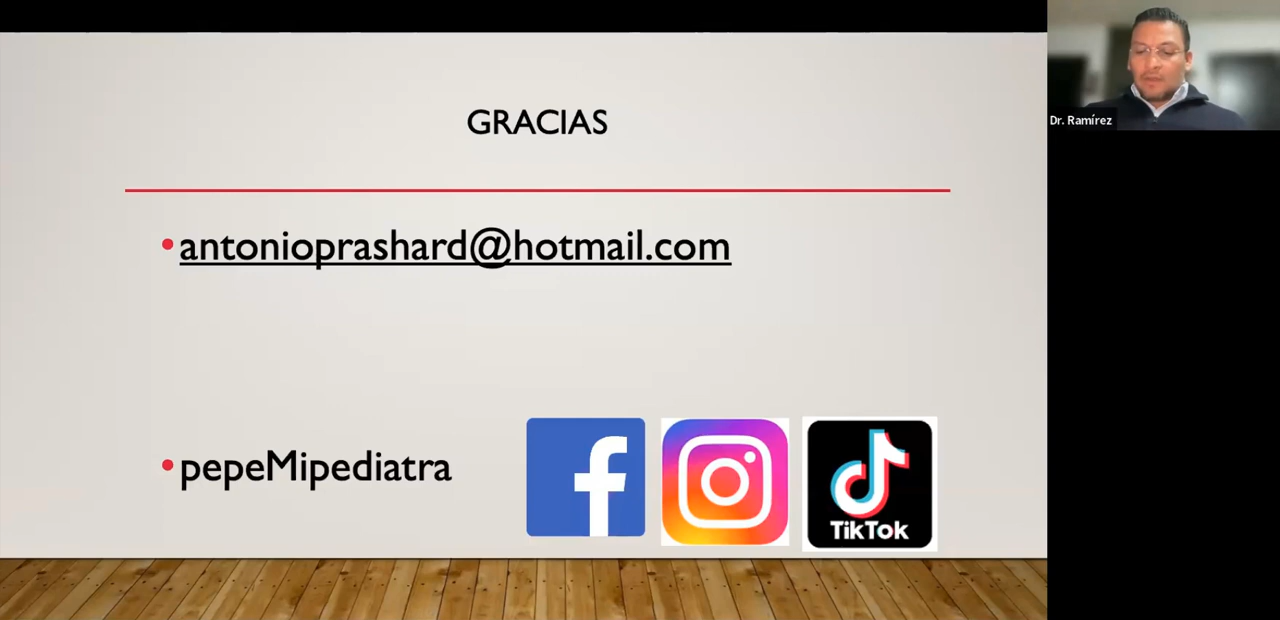 GRACIAS
antonioprashard@hotmail.com
pepeMipediatra
TikTok
Dr. Ramírez